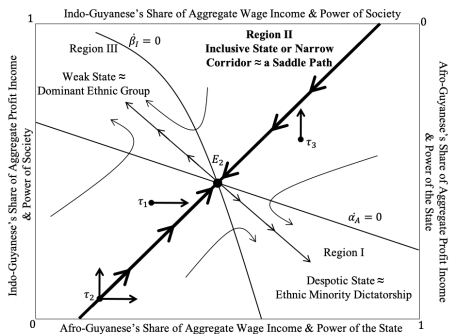 Indo-Guyanese's Share of Aggregate Wage Income & Power of Society
1
0
Region III
β̇_I = 0
Region II
Inclusive State or Narrow
Corridor ≈ a Saddle Path
Weak State ≈
Dominant Ethnic Group
Indo-Guyanese's Share of Aggregate Profit Income
& Power of Society
Afro-Guyanese's Share of Aggregate Profit Income
& Power of the State
τ₃
E₂
τ₁
α̇_A = 0
Region I
Despotic State ≈
Ethnic Minority Dictatorship
τ₂
0
1
Afro-Guyanese's Share of Aggregate Wage Income & Power of the State